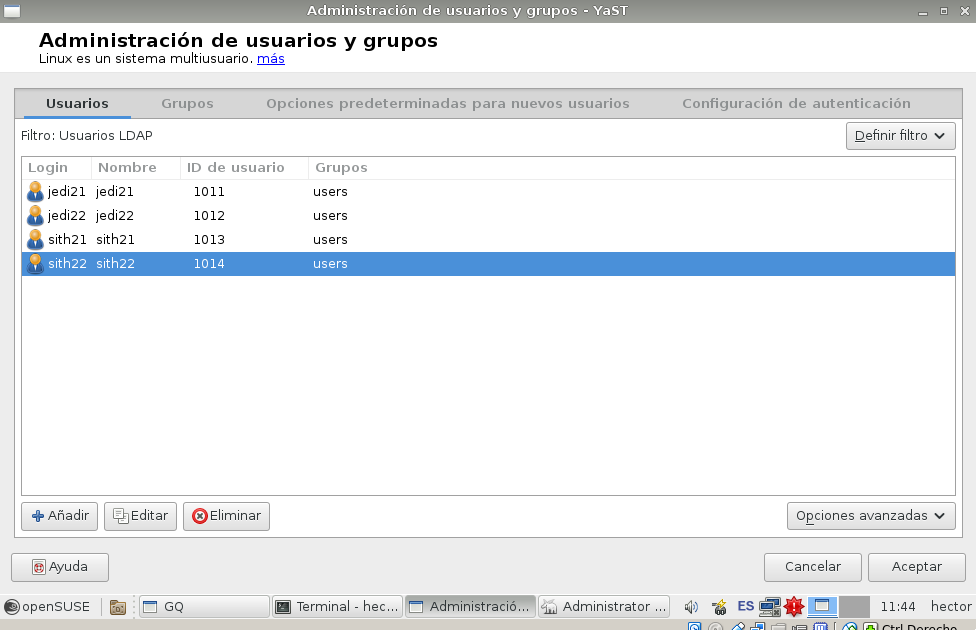 Administración de usuarios y grupos - YaST
Administración de usuarios y grupos
Linux es un sistema multiusuario. más
Usuarios Grupos Opciones predeterminadas para nuevos usuarios Configuración de autenticación
Filtro: Usuarios LDAP Definir filtro
Login Nombre ID de usuario Grupos
jedi21 jedi21 1011 users
jedi22 jedi22 1012 users
sith21 sith21 1013 users
sith22 sith22 1014 users
Añadir Editar Eliminar Opciones avanzadas
Ayuda Cancelar Aceptar
openSUSE GQ Terminal - hec... Administració... Administrator ... ES 11:44 hector
Ctrl Derecho